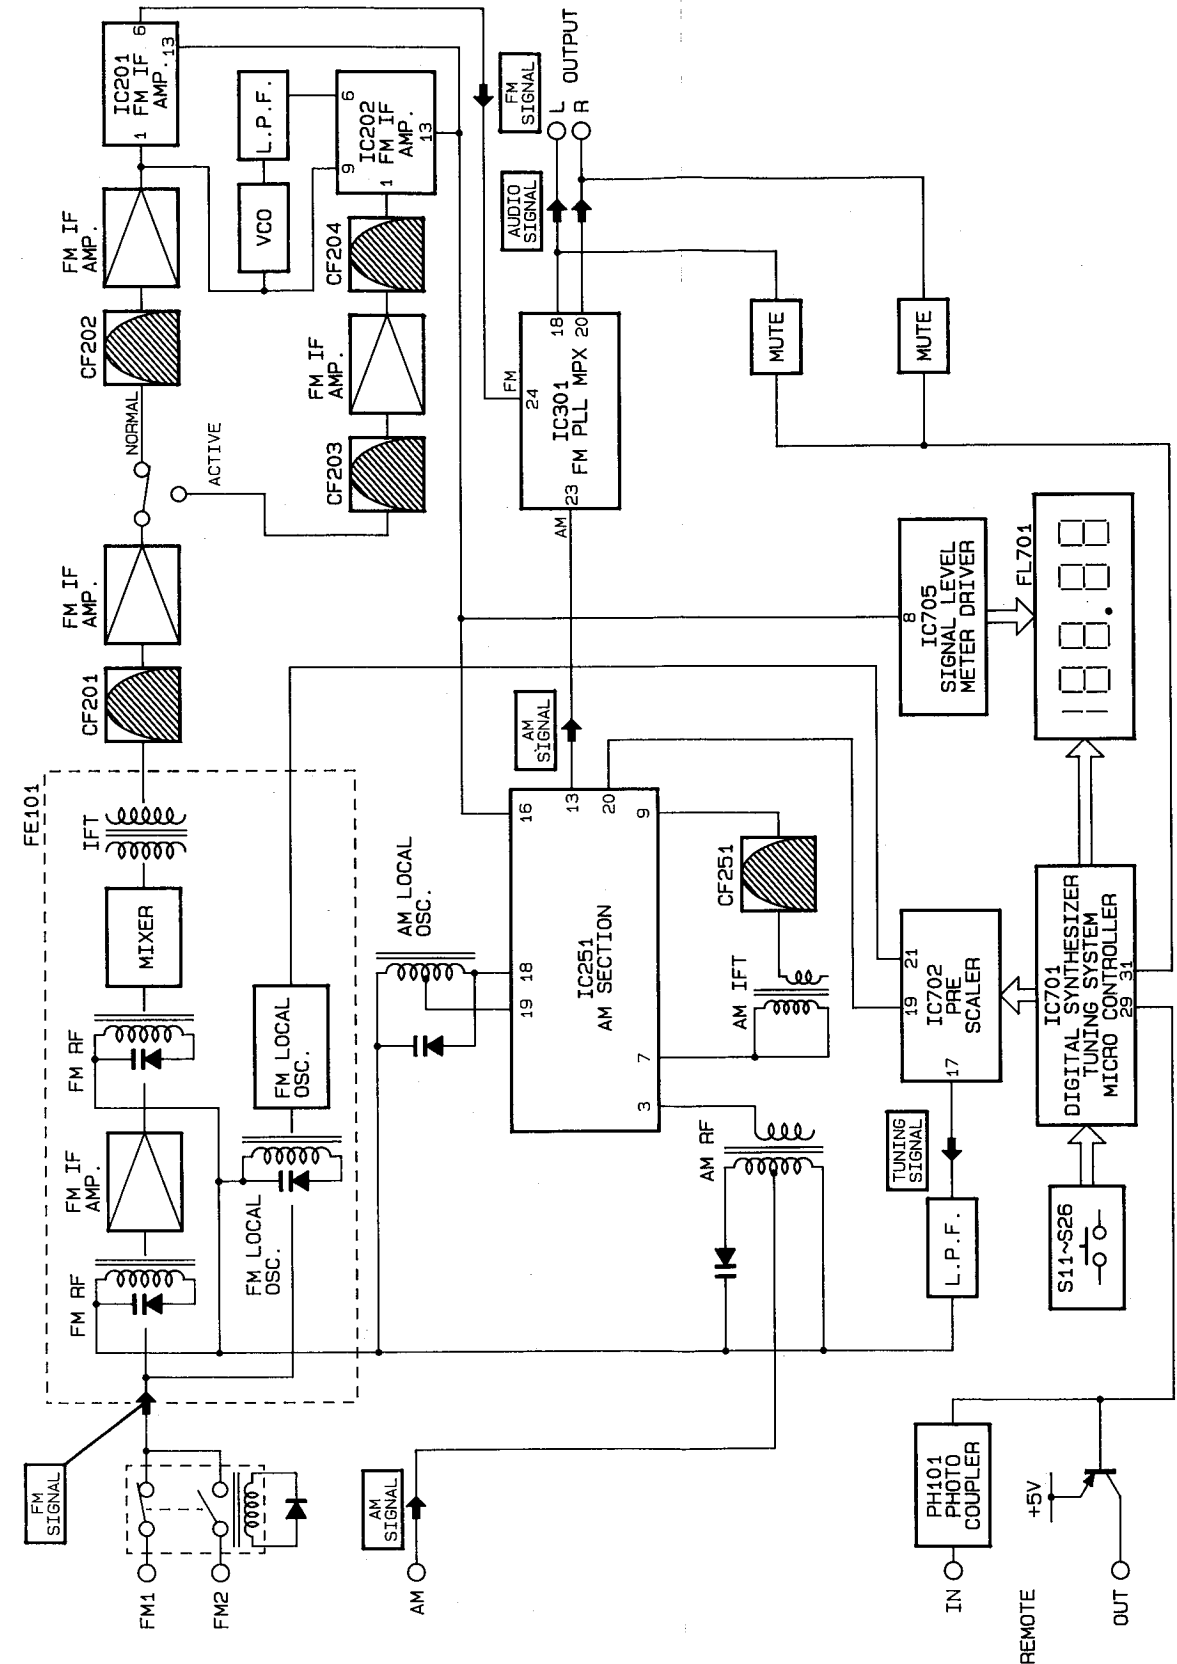 FM1
FM2
FM
SIGNAL
FE101
FM RF
FM IF
AMP.
FM RF
MIXER
IFT
FM LOCAL
OSC.
FM LOCAL
OSC.
CF201
FM IF
AMP.
NORMAL
ACTIVE
CF202
FM IF
AMP.
1
IC201
FM IF
AMP.
6
13
VCO
L.P.F.
CF203
FM IF
AMP.
CF204
1
9
6
13
IC202
FM IF
AMP.
AM
AM
SIGNAL
AM LOCAL
OSC.
19
18
16
13
20
9
7
3
IC251
AM SECTION
AM RF
AM IFT
CF251
AM
SIGNAL
AM
23
FM
24
IC301
FM PLL MPX
18
20
AUDIO
SIGNAL
FM
SIGNAL
L
R
OUTPUT
MUTE
MUTE
L.P.F.
TUNING
SIGNAL
17
19
21
IC702
PRE
SCALER
8
IC705
SIGNAL LEVEL
METER DRIVER
FL701
188.88
S11~S26
IC701
DIGITAL SYNTHESIZER
TUNING SYSTEM
MICRO CONTROLLER
29
31
REMOTE
IN
PH101
PHOTO
COUPLER
+5V
OUT